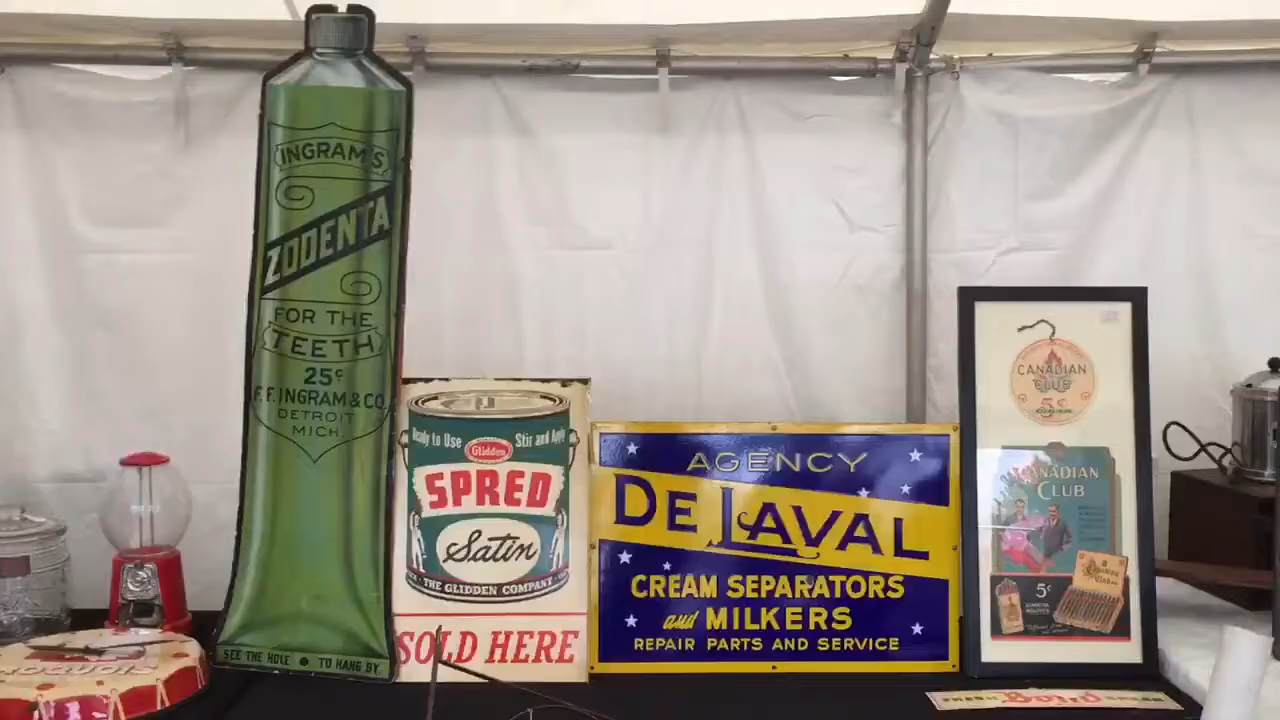 INGRAM'S
ZODENTA
FOR THE
TEETH
25¢
F.F. INGRAM & CO
DETROIT
MICH
SEE THE HOLE ● TO HANG BY
Ready to Use
Stir and Apply
Glidden
SPRED
Satin
THE GLIDDEN COMPANY
SOLD HERE
AGENCY
DE LAVAL
CREAM SEPARATORS
and MILKERS
REPAIR PARTS AND SERVICE
CANADIAN
CLUB
5¢
CANADIAN
CLUB
5¢